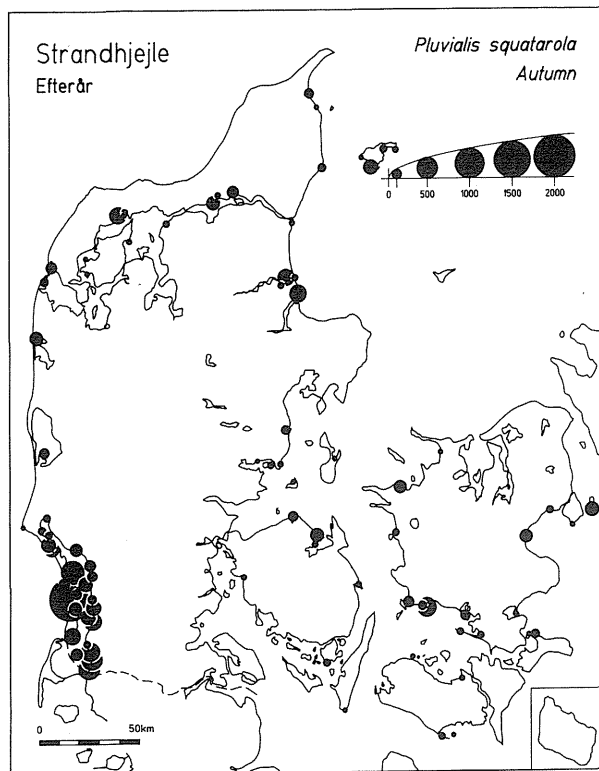 Strandhjejle
Efterår
Pluvialis squatarola
Autumn
0 500 1000 1500 2000
0 50km